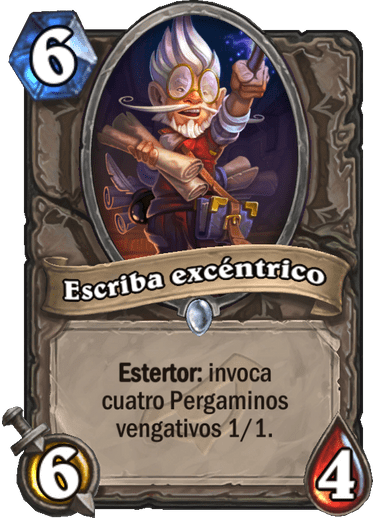 6
Escriba excéntrico
Estertor: invoca
cuatro Pergaminos
vengativos 1/1.
6
4